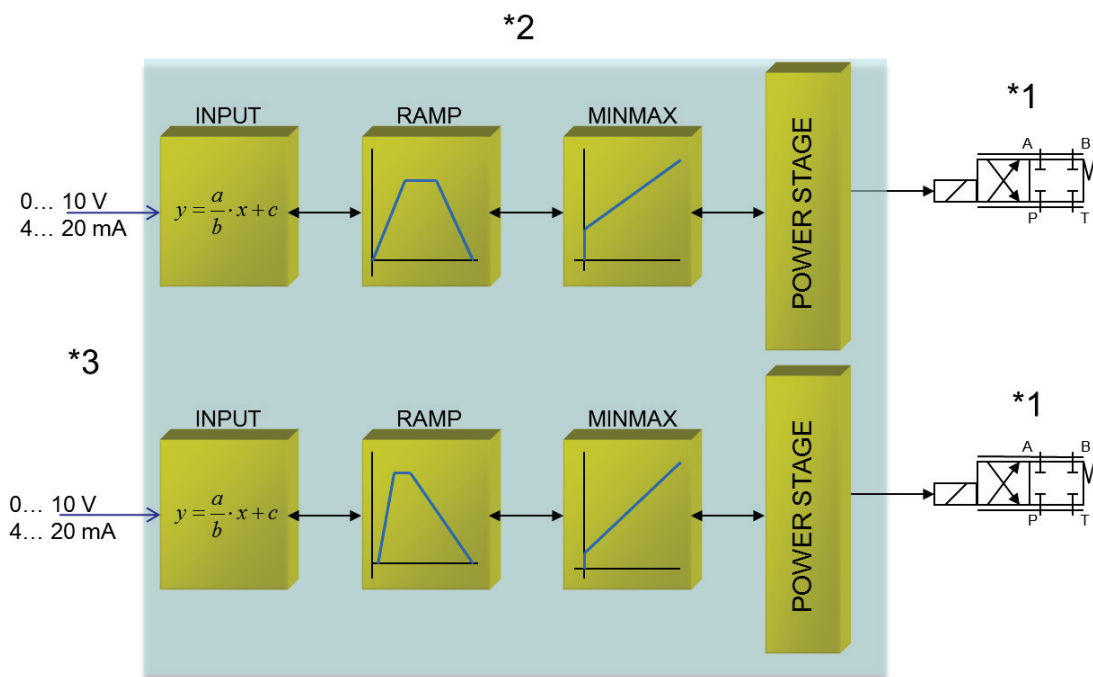 *2
*1
INPUT RAMP MINMAX
A B
0... 10 V
4... 20 mA
y = a/b · x + c
POWER STAGE
P T
*3
*1
INPUT RAMP MINMAX
A B
0... 10 V
4... 20 mA
y = a/b · x + c
POWER STAGE
P T